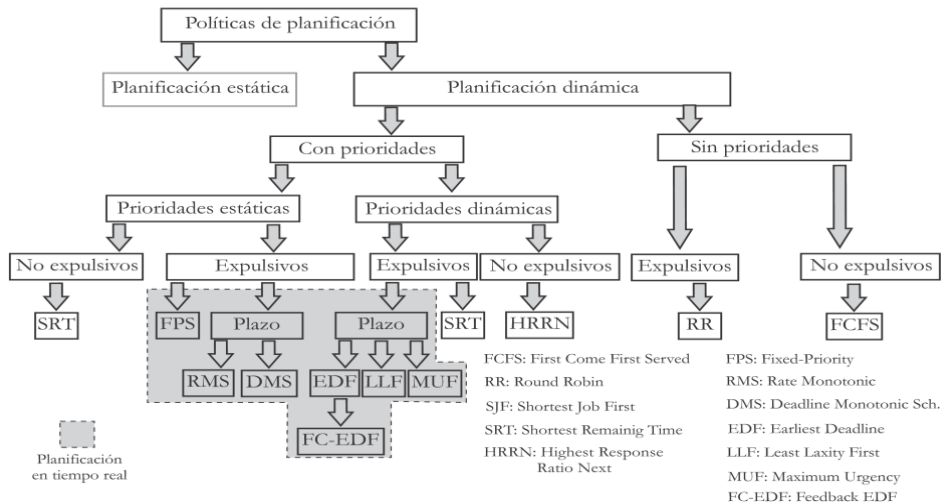 Políticas de planificación
Planificación estática
Planificación dinámica
Con prioridades
Sin prioridades
Prioridades estáticas
Prioridades dinámicas
No expulsivos
Expulsivos
Expulsivos
No expulsivos
Expulsivos
No expulsivos
SRT
FPS
Plazo
Plazo
SRT
HRRN
RR
FCFS
RMS
DMS
EDF
LLF
MUF
FC-EDF
Planificación
en tiempo real
FCFS: First Come First Served
RR: Round Robin
SJF: Shortest Job First
SRT: Shortest Remainig Time
HRRN: Highest Response
Ratio Next
FPS: Fixed-Priority
RMS: Rate Monotonic
DMS: Deadline Monotonic Sch.
EDF: Earliest Deadline
LLF: Least Laxity First
MUF: Maximum Urgency
FC-EDF: Feedback EDF